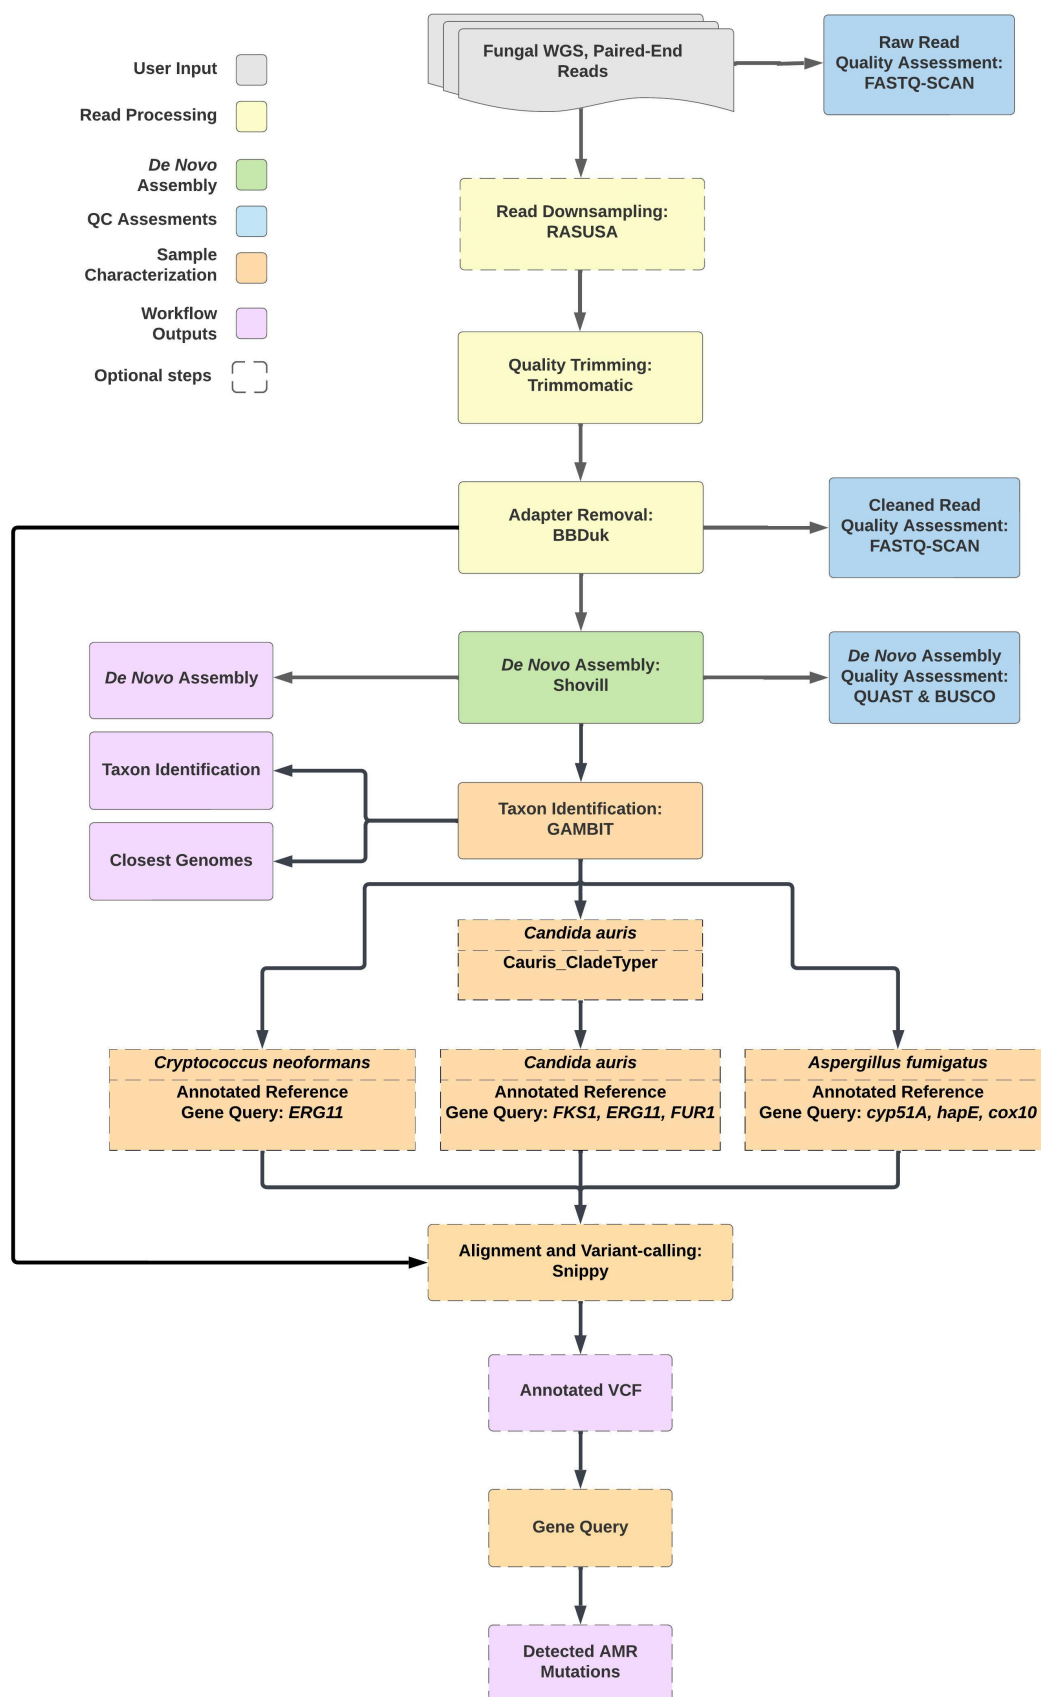 Fungal WGS, Paired-End
Reads
Raw Read
Quality Assessment:
FASTQ-SCAN
User Input
Read Processing
De Novo
Assembly
QC Assesments
Sample
Characterization
Workflow
Outputs
Optional steps
Read Downsampling:
RASUSA
Quality Trimming:
Trimmomatic
Adapter Removal:
BBDuk
Cleaned Read
Quality Assessment:
FASTQ-SCAN
De Novo Assembly
De Novo Assembly:
Shovill
De Novo Assembly
Quality Assessment:
QUAST & BUSCO
Taxon Identification
Closest Genomes
Taxon Identification:
GAMBIT
Candida auris
Cauris_CladeTyper
Cryptococcus neoformans
Annotated Reference
Gene Query: ERG11
Candida auris
Annotated Reference
Gene Query: FKS1, ERG11, FUR1
Aspergillus fumigatus
Annotated Reference
Gene Query: cyp51A, hapE, cox10
Alignment and Variant-calling:
Snippy
Annotated VCF
Gene Query
Detected AMR
Mutations